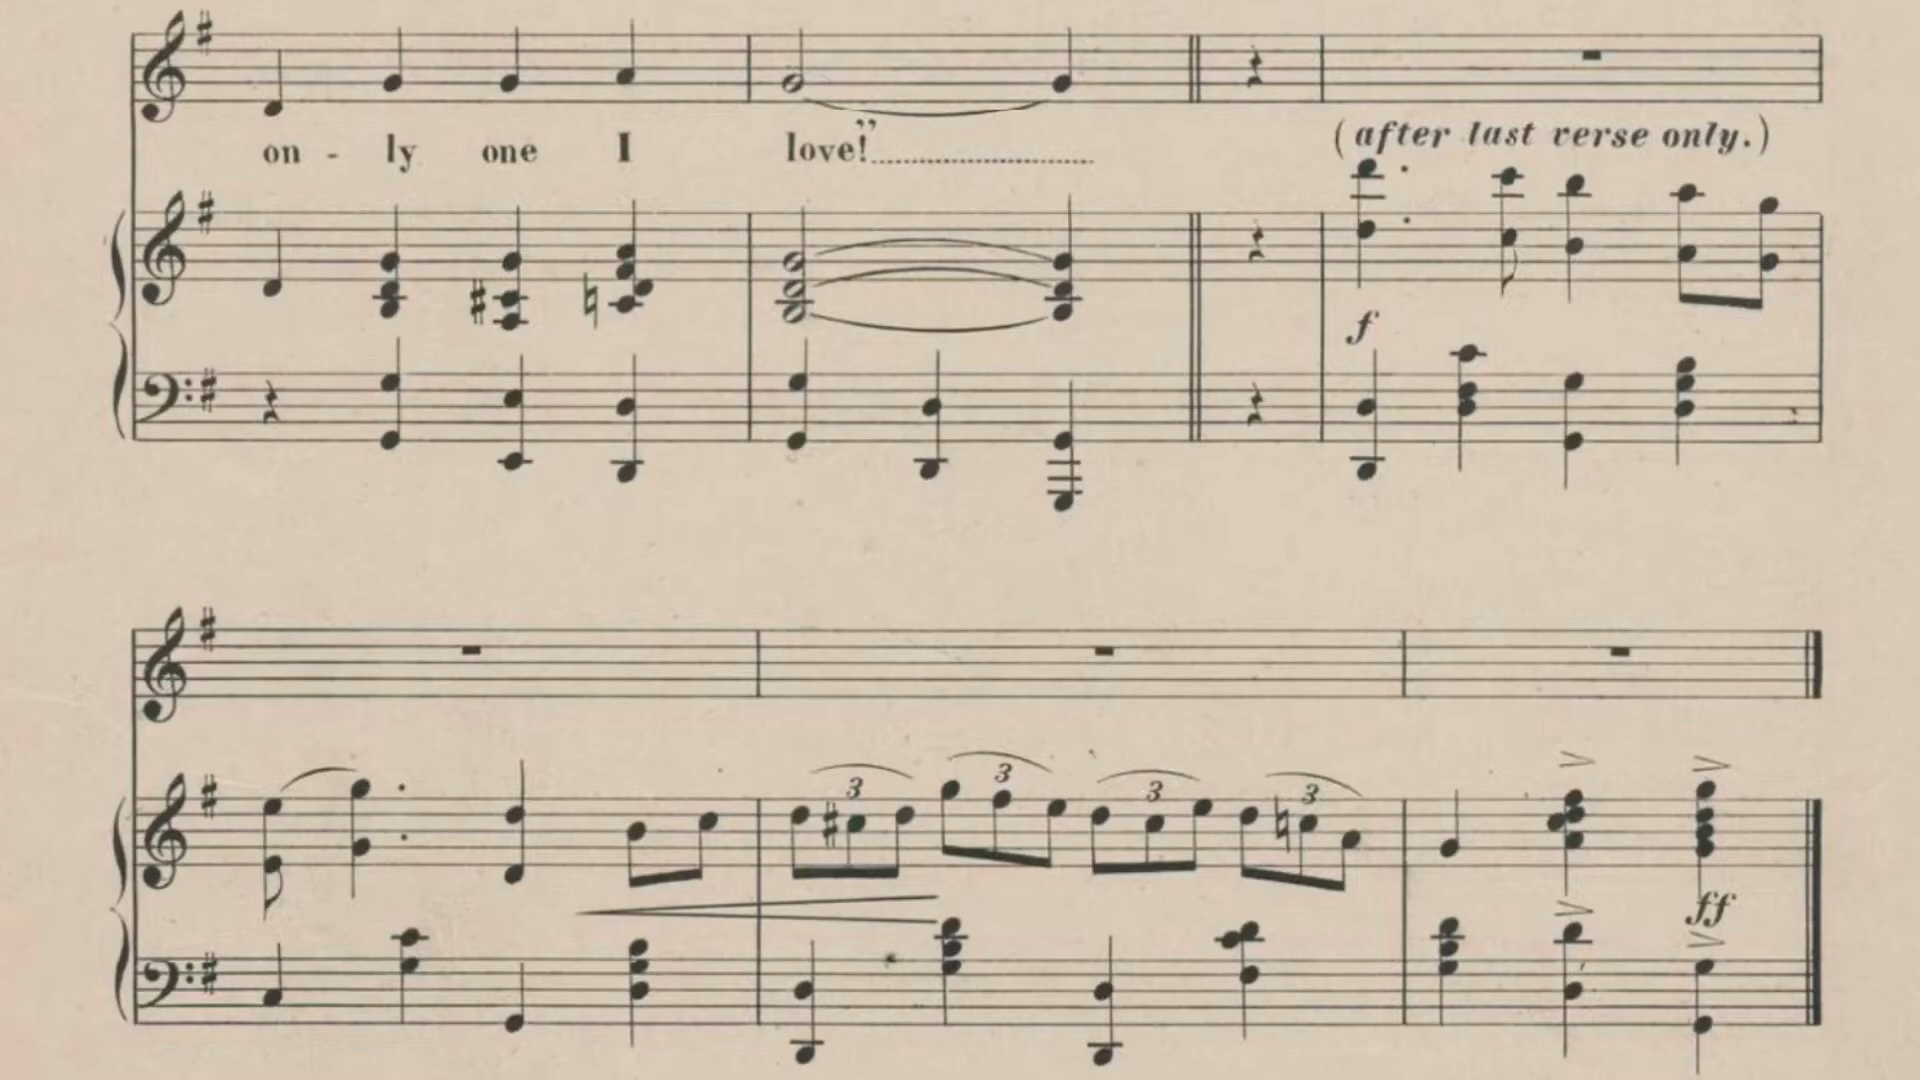 on - ly one I love!”
(after last verse only.)
f
3 3 3 3
ff